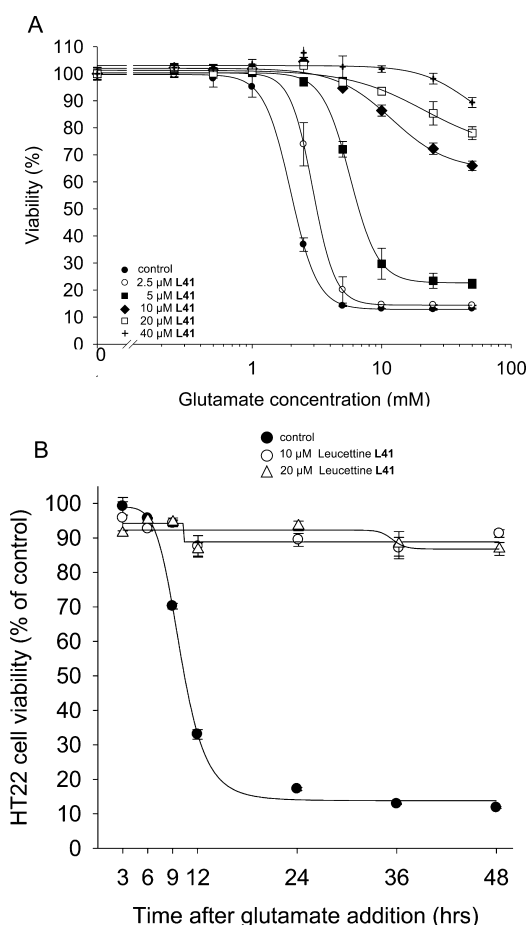 A
110
100
90
80
70
60
50
40
30
20
10
0
Viability (%)
control
2.5 µM L41
5 µM L41
10 µM L41
20 µM L41
40 µM L41
0 1 10 100
Glutamate concentration (mM)
B
control
10 µM Leucettine L41
20 µM Leucettine L41
100
90
80
70
60
50
40
30
20
10
0
HT22 cell viability (% of control)
3 6 9 12 24 36 48
Time after glutamate addition (hrs)